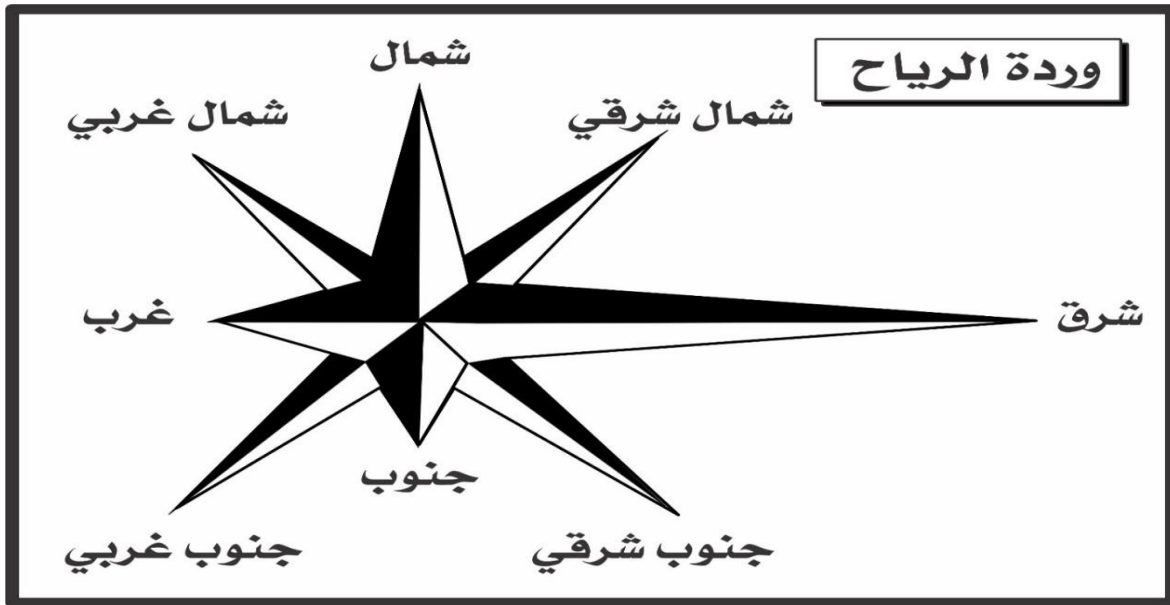 وردة الرياح
شمال
شمال شرقي
شمال غربي
شرق
غرب
جنوب
جنوب شرقي
جنوب غربي